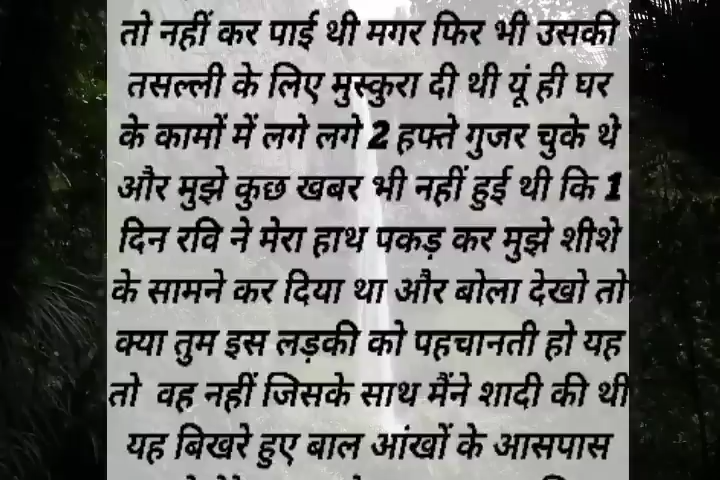 तो नहीं कर पाई थी मगर फिर भी उसकी
तसल्ली के लिए मुस्कुरा दी थी यूं ही घर
के कामों में लगे लगे 2 हफ्ते गुजर चुके थे
और मुझे कुछ खबर भी नहीं हुई थी कि 1
दिन रवि ने मेरा हाथ पकड़ कर मुझे शीशे
के सामने कर दिया था और बोला देखो तो
क्या तुम इस लड़की को पहचानती हो यह
तो वह नहीं जिसके साथ मैंने शादी की थी
यह बिखरे हुए बाल आंखों के आसपास